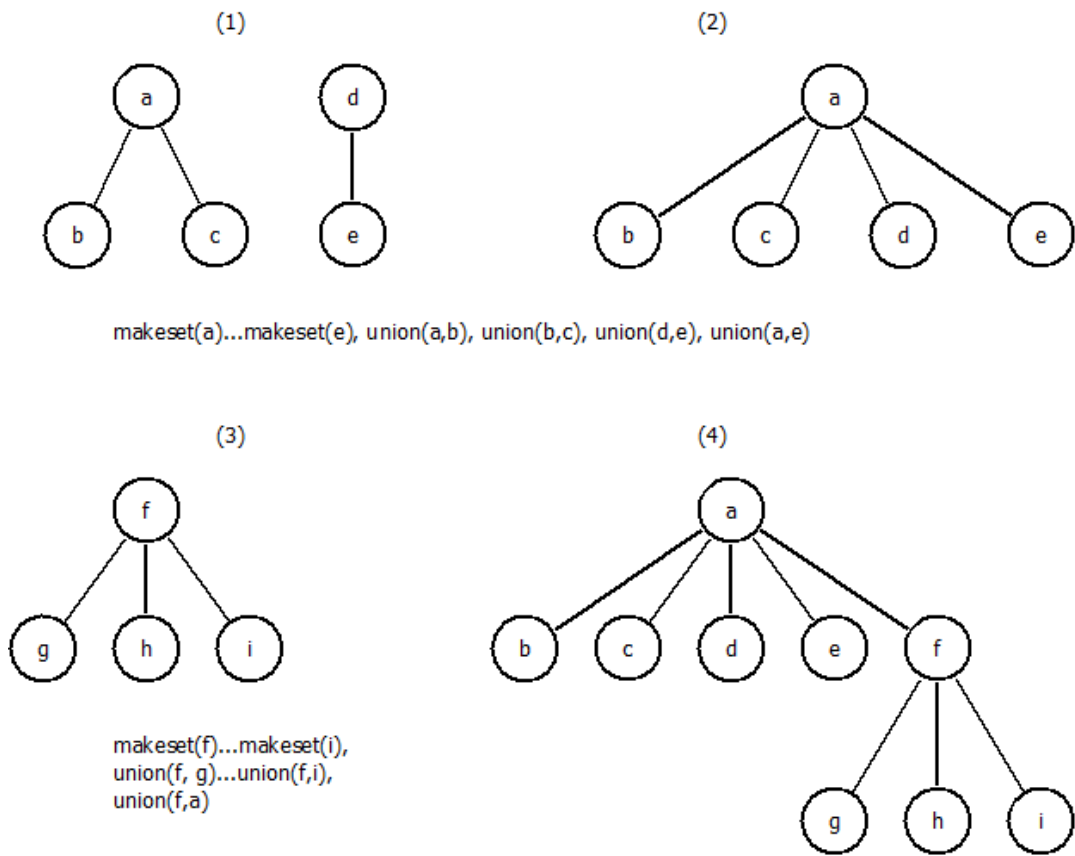 (1)
(2)
a
d
a
b
c
e
b
c
d
e
makeset(a)...makeset(e), union(a,b), union(b,c), union(d,e), union(a,e)
(3)
(4)
f
a
g
h
i
b
c
d
e
f
makeset(f)...makeset(i),
union(f, g)...union(f,i),
union(f,a)
g
h
i